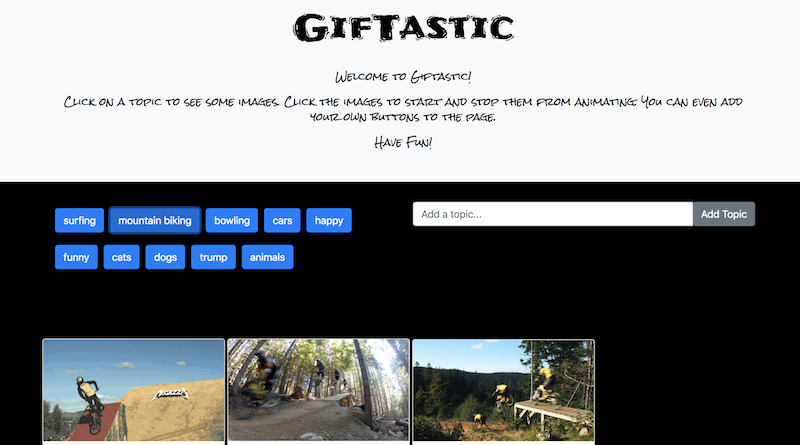 GifTastic
Welcome to Giftastic!
Click on a topic to see some images. Click the images to start and stop them from animating. You can even add
your own buttons to the page.
Have Fun!
surfing mountain biking bowling cars happy
Add a topic... Add Topic
funny cats dogs trump animals